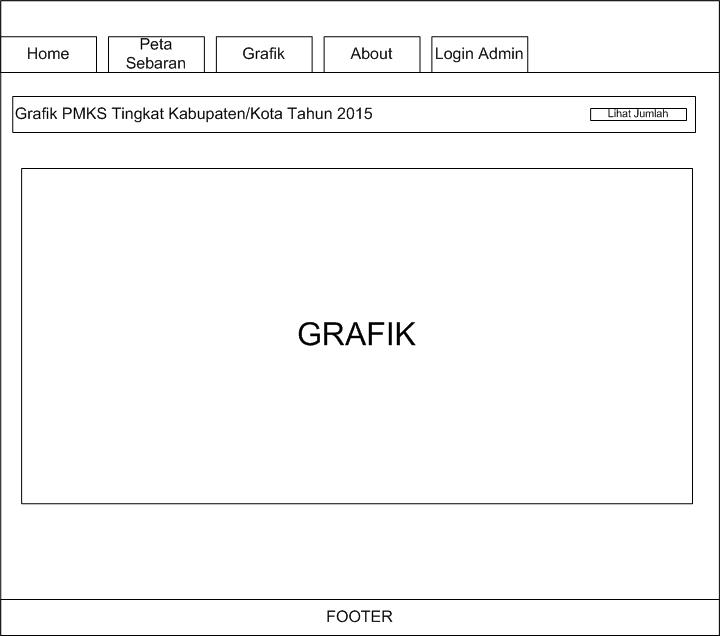 Home
Peta
Sebaran
Grafik
About
Login Admin
Grafik PMKS Tingkat Kabupaten/Kota Tahun 2015
Lihat Jumlah
GRAFIK
FOOTER